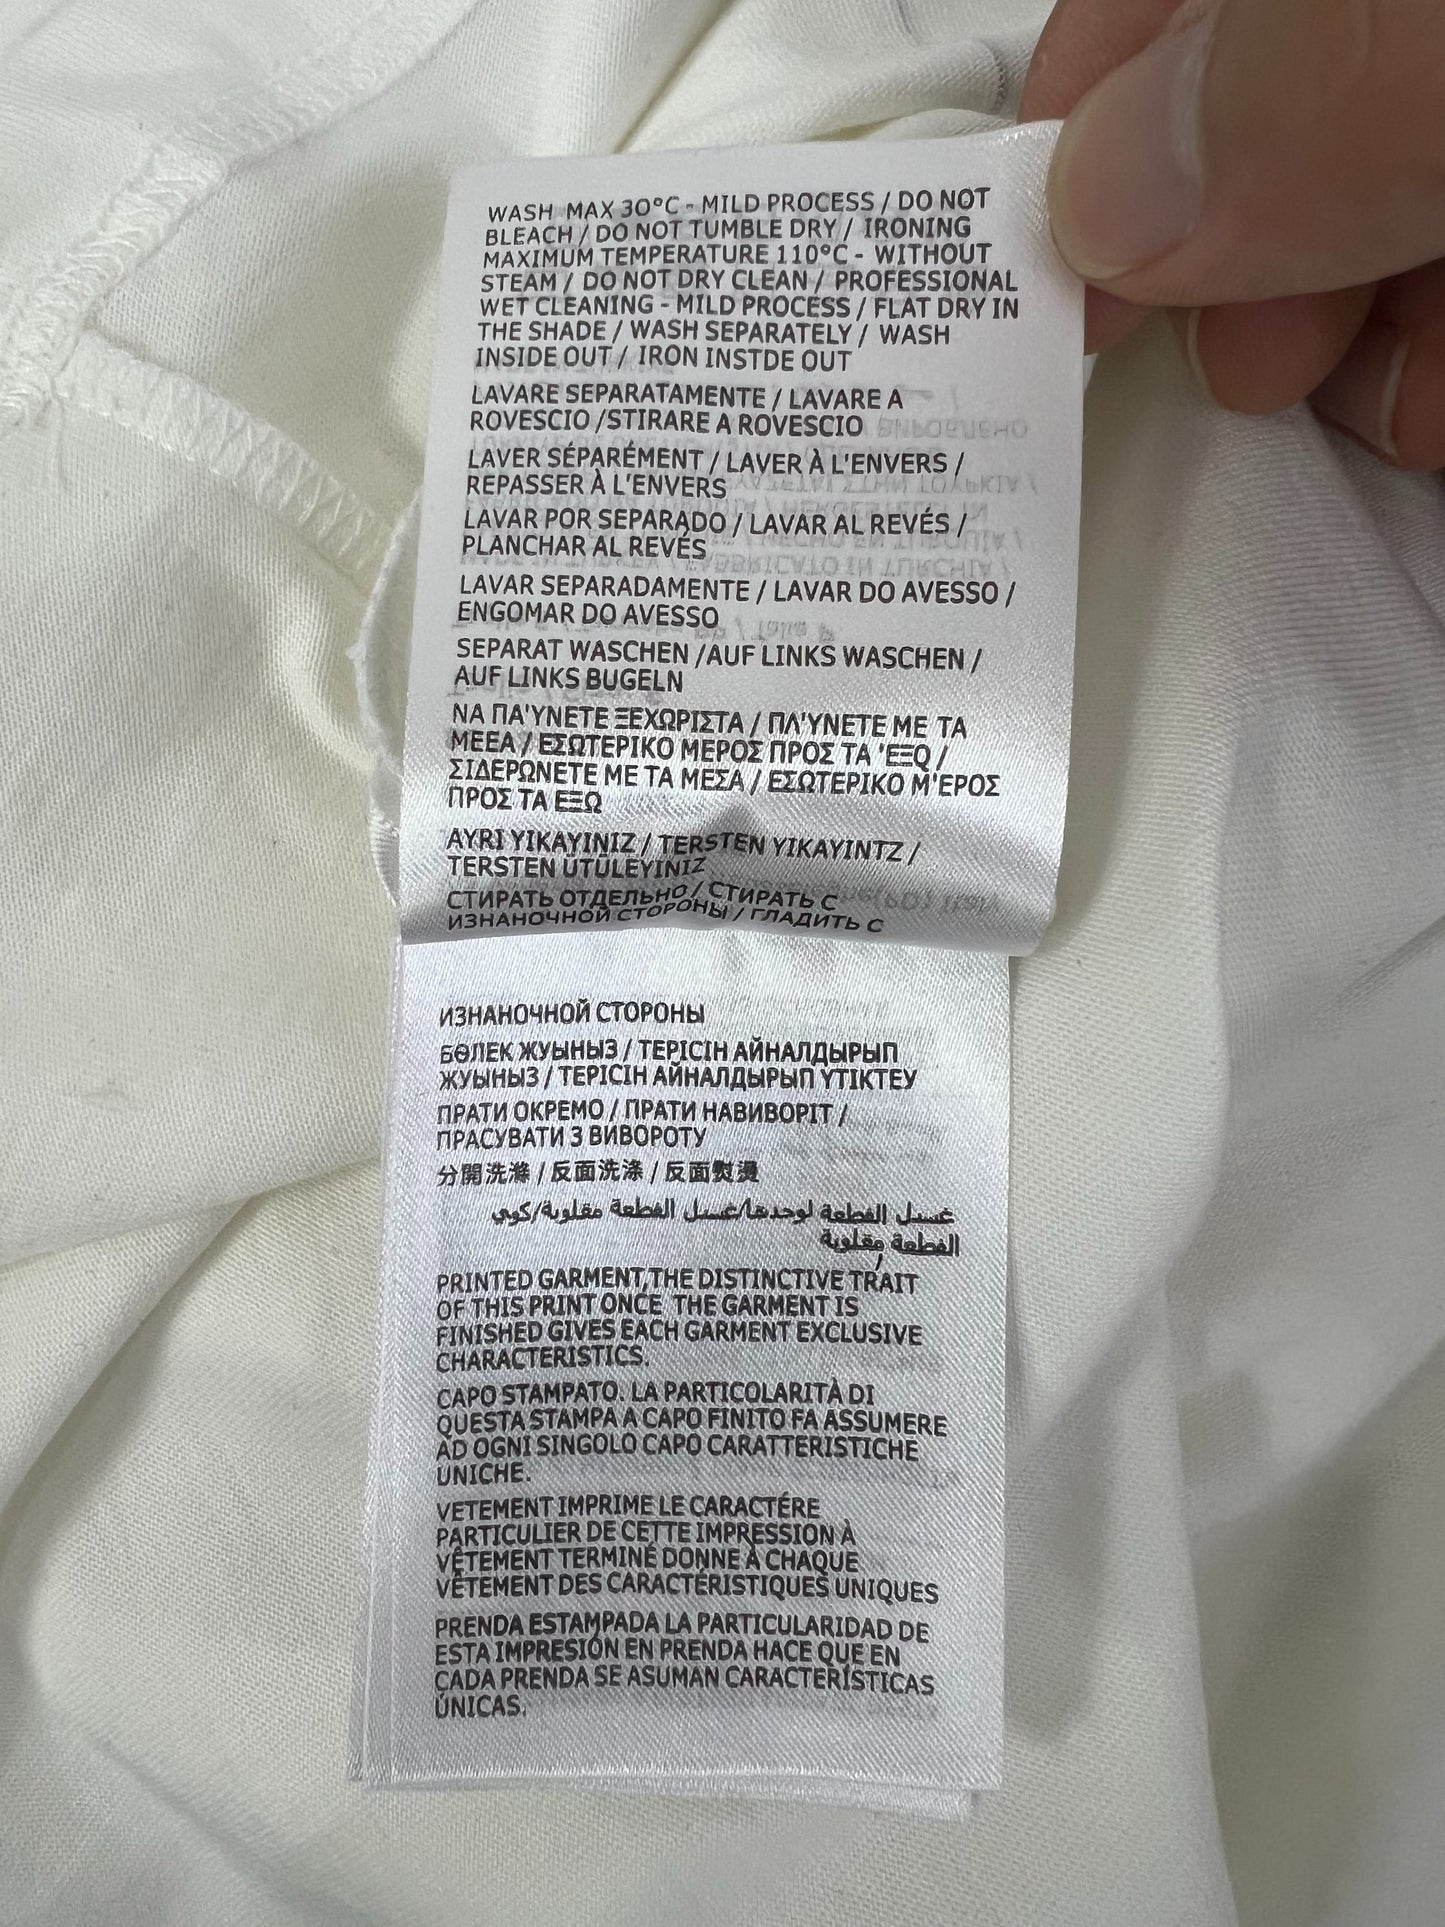 WASH MAX 30°C - MILD PROCESS / DO NOT
BLEACH / DO NOT TUMBLE DRY / IRONING
MAXIMUM TEMPERATURE 110°C - WITHOUT
STEAM / DO NOT DRY CLEAN / PROFESSIONAL
WET CLEANING - MILD PROCESS / FLAT DRY IN
THE SHADE / WASH SEPARATELY / WASH
INSIDE OUT / IRON INSTDE OUT
LAVARE SEPARATAMENTE / LAVARE A
ROVESCIO /STIRARE A ROVESCIO
LAVER SÉPARÉMENT / LAVER À L'ENVERS /
REPASSER À L'ENVERS
LAVAR POR SEPARADO / LAVAR AL REVÉS /
PLANCHAR AL REVÉS
LAVAR SEPARADAMENTE / LAVAR DO AVESSO /
ENGOMAR DO AVESSO
SEPARAT WASCHEN /AUF LINKS WASCHEN /
AUF LINKS BUGELN
ΝΑ ΠΑ'ΥΝΕΤΕ ΞΕΧΩΡΙΣΤΑ / ΠΛ'ΥΝΕΤΕ ΜΕ ΤΑ
ΜΕΕΑ / ΕΣΩΤΕΡΙΚΟ ΜΕΡΟΣ ΠΡΟΣ ΤΑ 'ΕΞΩ /
ΣΙΔΕΡΩΝΕΤΕ ΜΕ ΤΑ ΜΕΣΑ / ΕΣΩΤΕΡΙΚΟ Μ'ΕΡΟΣ
ΠΡΟΣ ΤΑ ΕΞΩ
AYRI YIKAYINIZ / TERSTEN YIKAYINTZ /
TERSTEN ÜTÜLEYINIZ
СТИРАТЬ ОТДЕЛЬНО / СТИРАТЬ С
ИЗНАНОЧНОЙ СТОРОНЫ / ГЛАДИТЬ С
ИЗНАНОЧНОЙ СТОРОНЫ
БӨЛЕК ЖУЫНЫЗ / ТЕРІСІН АЙНАЛДЫРЫП
ЖУЫНЫЗ / ТЕРІСІН АЙНАЛДЫРЫП ҮТІКТЕУ
ПРАТИ ОКРЕМО / ПРАТИ НАВИВОРІТ /
ПРАСУВАТИ З ВИВОРОТУ
分開洗滌 / 反面洗涤 / 反面熨燙
غسل القطعة لوحدها/غسل القطعة مقلوبة/كوي
القطعة مقلوبة
PRINTED GARMENT,THE DISTINCTIVE TRAIT
OF THIS PRINT ONCE THE GARMENT IS
FINISHED GIVES EACH GARMENT EXCLUSIVE
CHARACTERISTICS.
CAPO STAMPATO. LA PARTICOLARITÀ DI
QUESTA STAMPA A CAPO FINITO FA ASSUMERE
AD OGNI SINGOLO CAPO CARATTERISTICHE
UNICHE.
VETEMENT IMPRIME LE CARACTÉRE
PARTICULIER DE CETTE IMPRESSION À
VÊTEMENT TERMINÉ DONNE À CHAQUE
VÊTEMENT DES CARACTÉRISTIQUES UNIQUES
PRENDA ESTAMPADA LA PARTICULARIDAD DE
ESTA IMPRESIÓN EN PRENDA HACE QUE EN
CADA PRENDA SE ASUMAN CARACTERÍSTICAS
ÚNICAS.